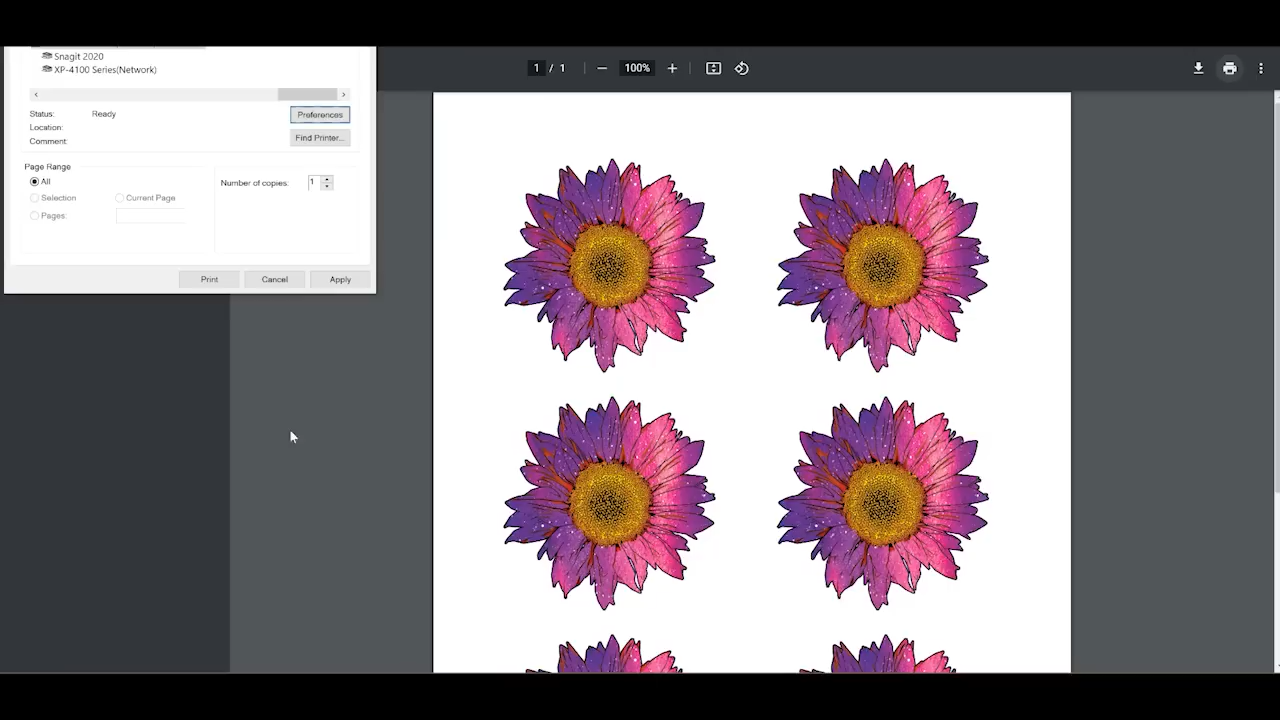 Snagit 2020
XP-4100 Series(Network)
1 / 1
100%
Status: Ready
Preferences
Location:
Find Printer...
Comment:
Page Range
All
Number of copies: 1
Selection
Current Page
Pages:
Print
Cancel
Apply